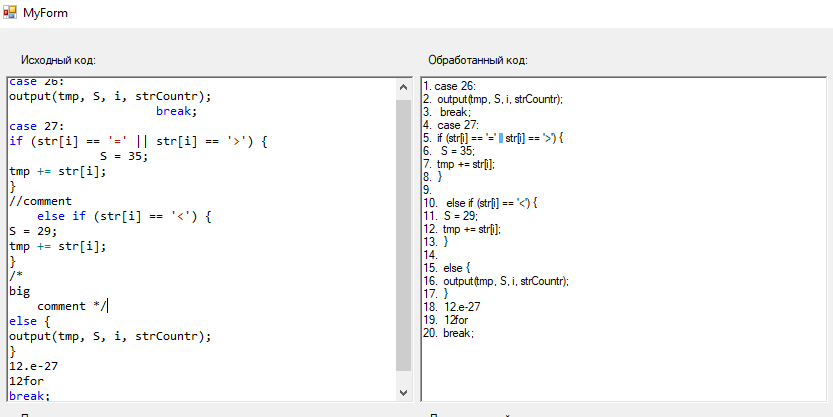 MyForm
Исходный код:
case 26:
output(tmp, S, i, strCountr);
break;
case 27:
if (str[i] == '=' || str[i] == '>') {
S = 35;
tmp += str[i];
}
//comment
else if (str[i] == '<') {
S = 29;
tmp += str[i];
}
/*
big
comment */
else {
output(tmp, S, i, strCountr);
}
12.e-27
12for
break;
Обработанный код:
1. case 26:
2. output(tmp, S, i, strCountr);
3. break;
4. case 27:
5. if (str[i] == '=' || str[i] == '>') {
6. S = 35;
7. tmp += str[i];
8. }
9.
10. else if (str[i] == '<') {
11. S = 29;
12. tmp += str[i];
13. }
14.
15. else {
16. output(tmp, S, i, strCountr);
17. }
18. 12.e-27
19. 12for
20. break;